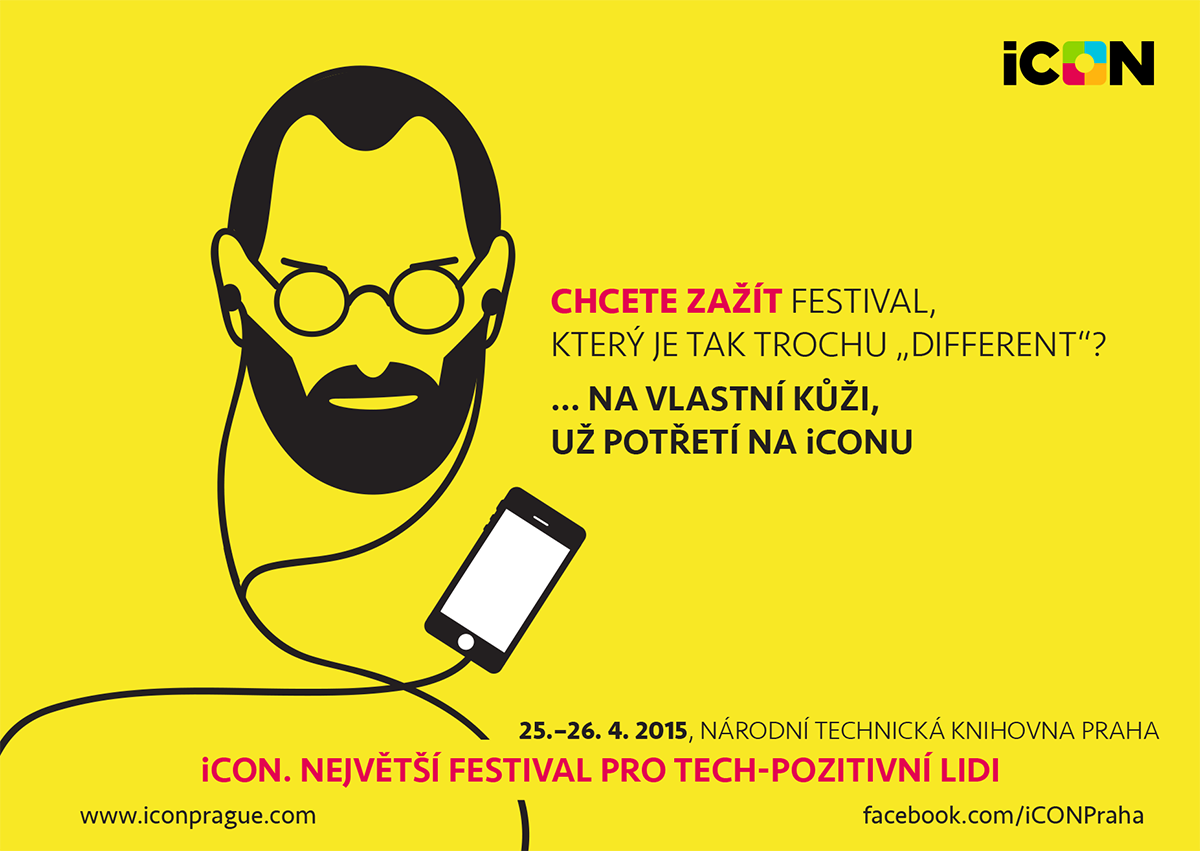 iCON
CHCETE ZAŽÍT FESTIVAL,
KTERÝ JE TAK TROCHU „DIFFERENT“?
... NA VLASTNÍ KŮŽI,
UŽ POTŘETÍ NA iCONU
25.–26. 4. 2015, NÁRODNÍ TECHNICKÁ KNIHOVNA PRAHA
iCON. NEJVĚTŠÍ FESTIVAL PRO TECH-POZITIVNÍ LIDI
www.iconprague.com
facebook.com/iCONPraha